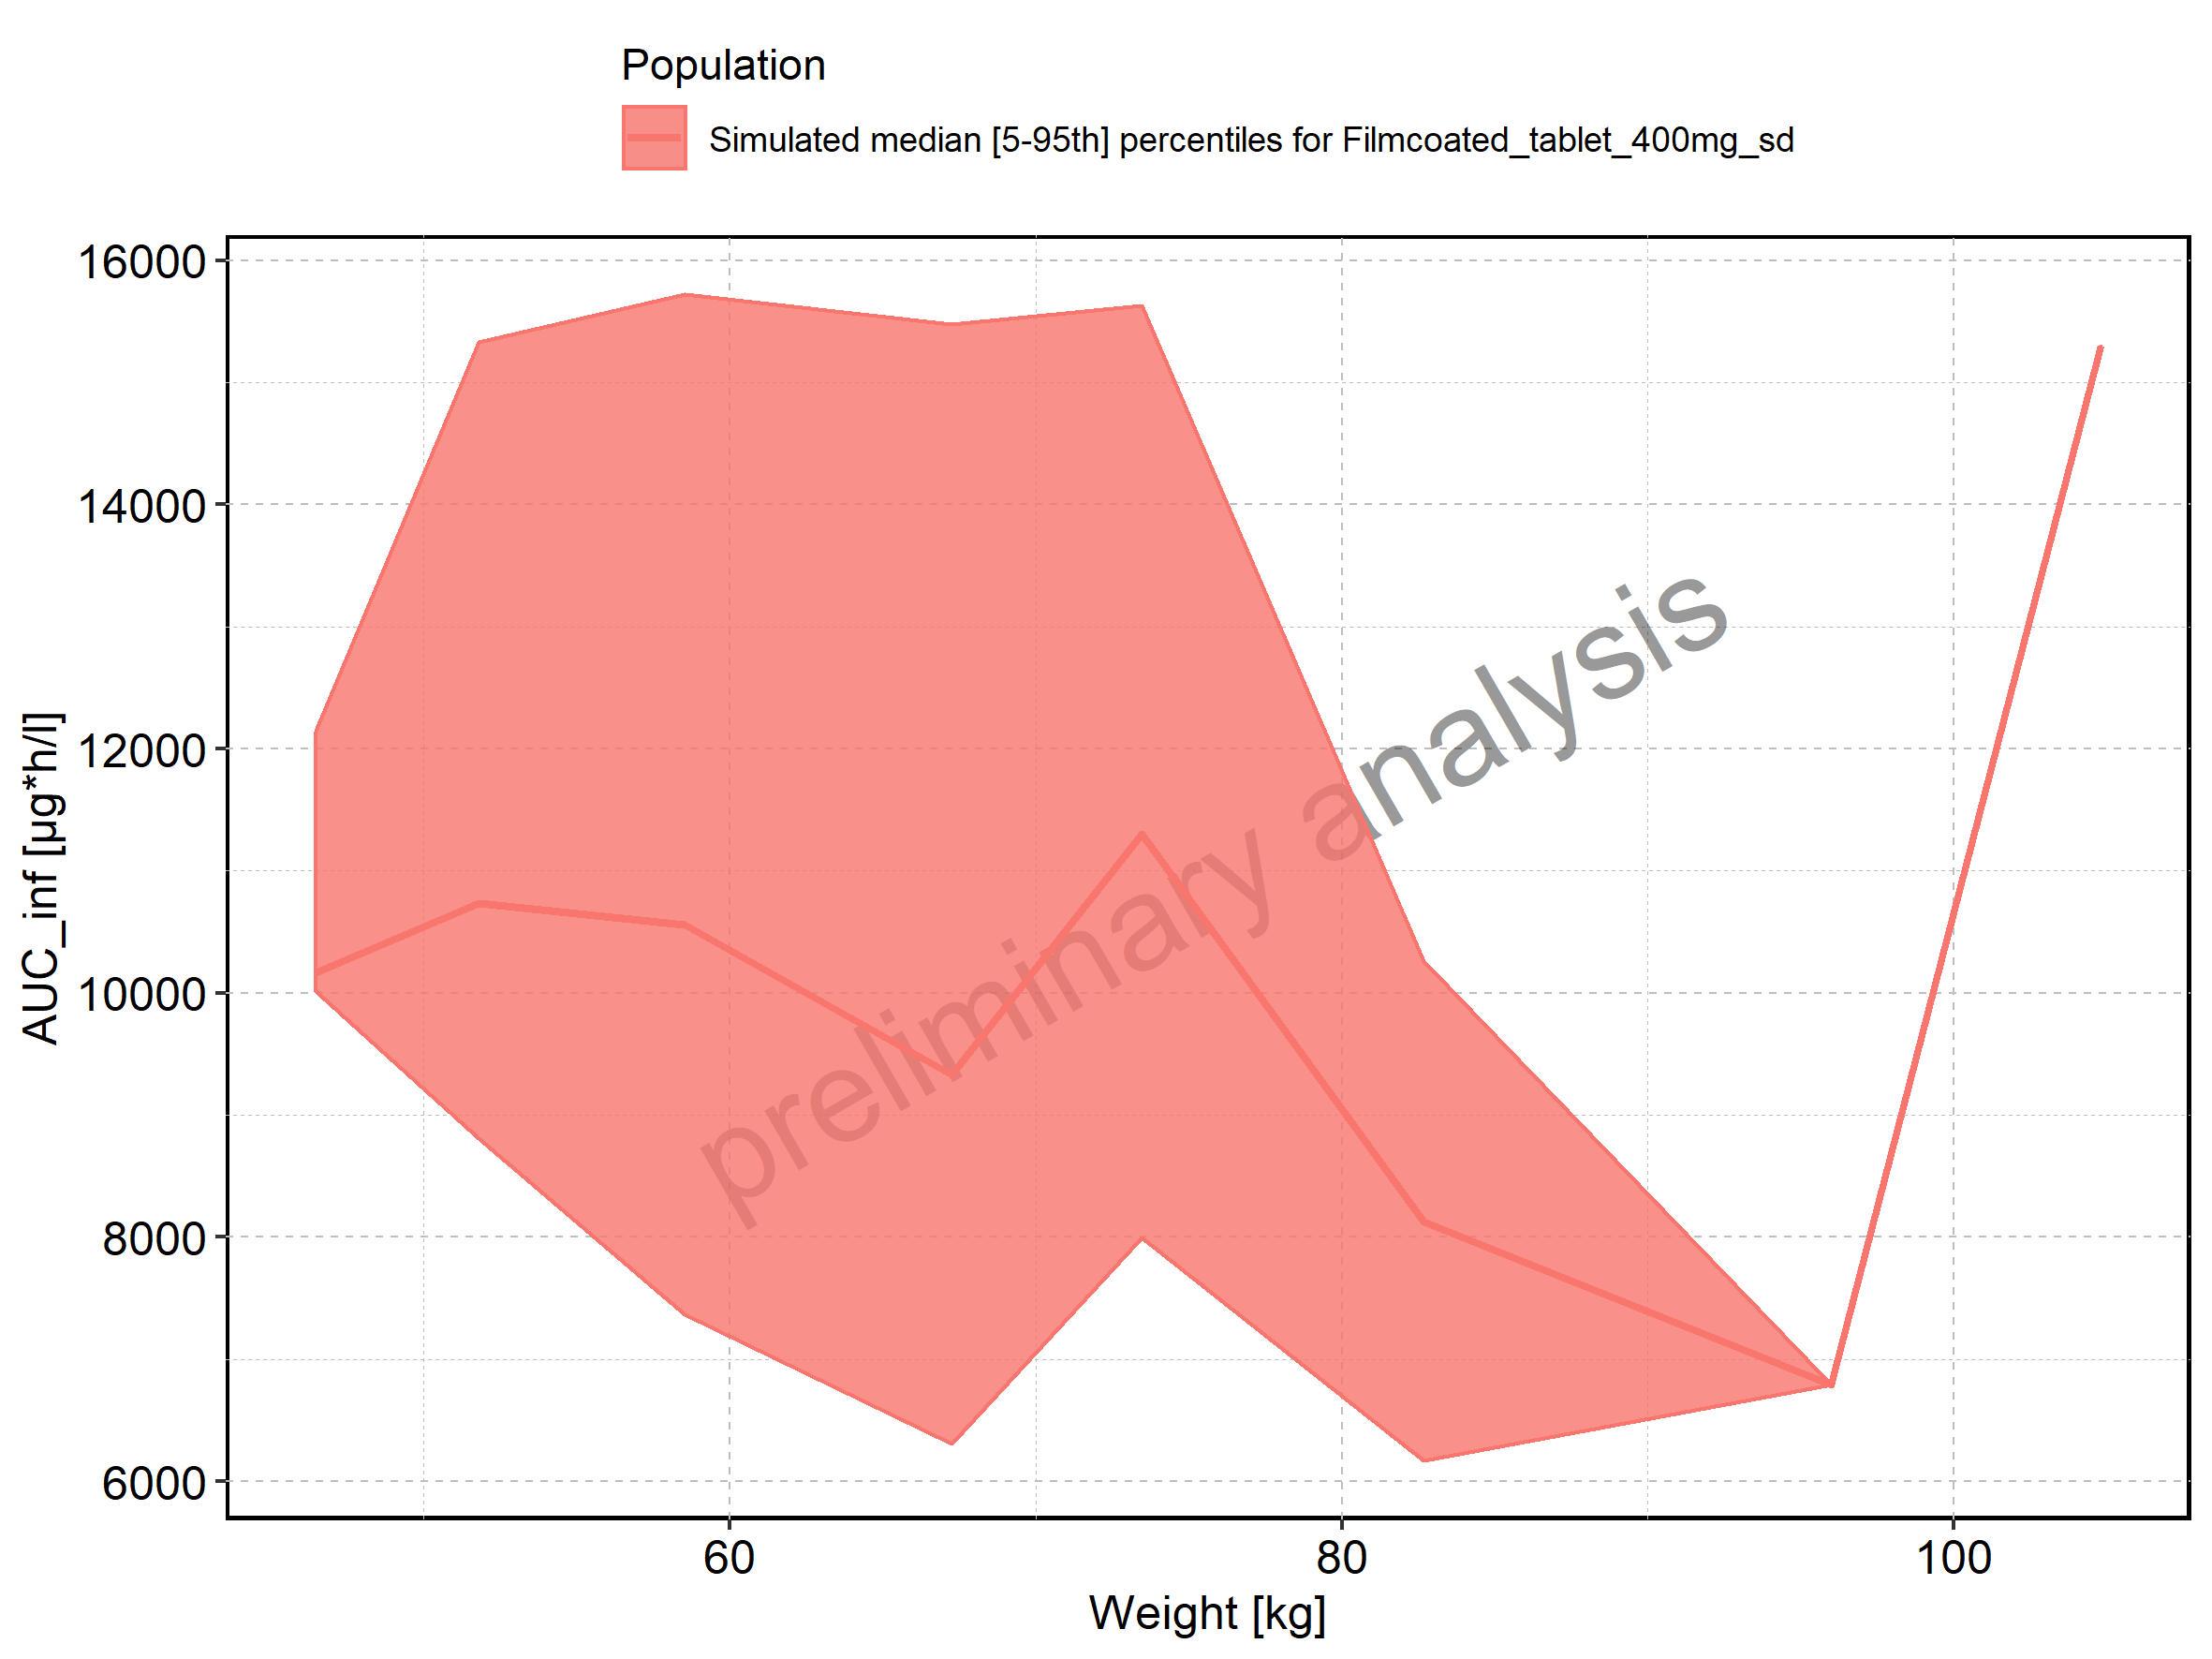 Population
Simulated median [5-95th] percentiles for Filmcoated_tablet_400mg_sd
16000
14000
12000
10000
8000
6000
AUC_inf [µg*h/l]
preliminary analysis
60 80 100
Weight [kg]